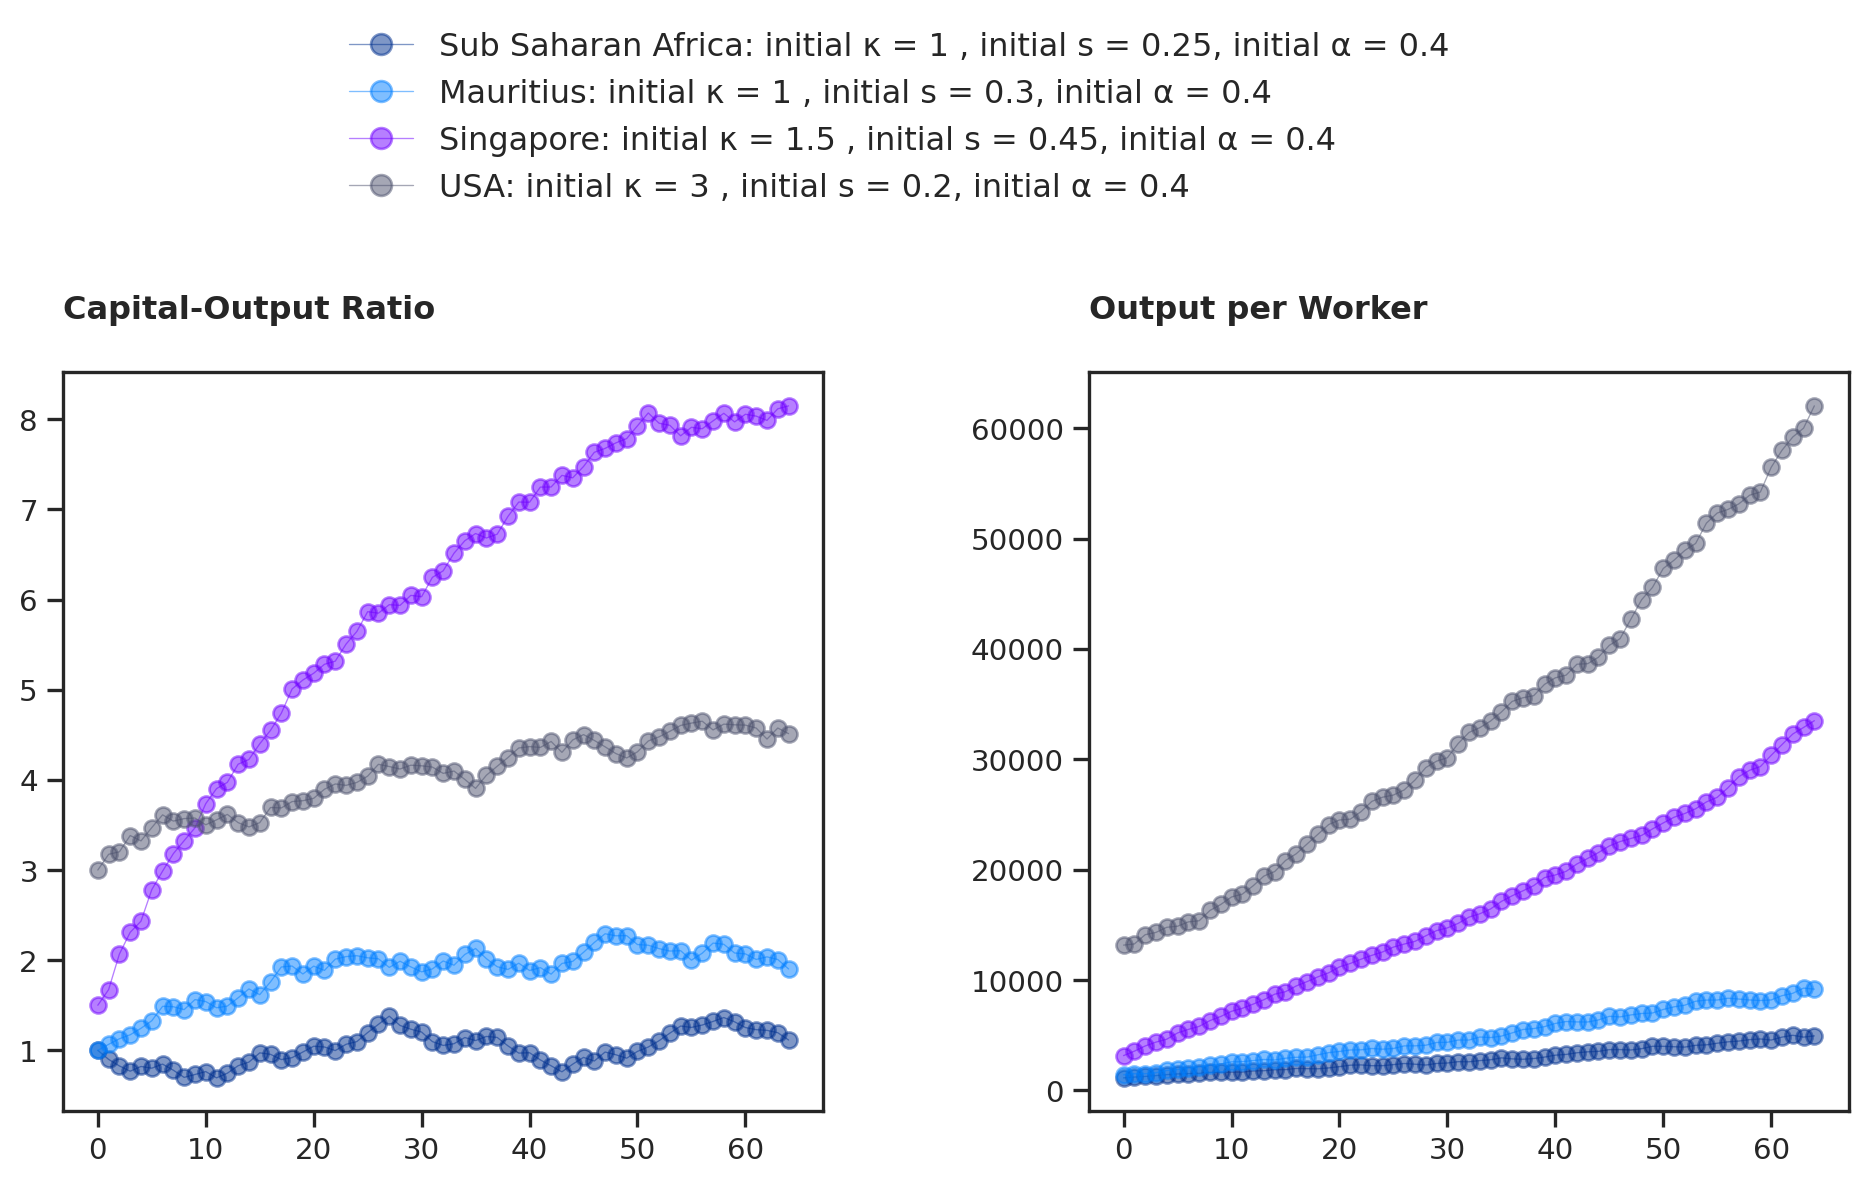 Sub Saharan Africa: initial κ = 1 , initial s = 0.25, initial α = 0.4
Mauritius: initial κ = 1 , initial s = 0.3, initial α = 0.4
Singapore: initial κ = 1.5 , initial s = 0.45, initial α = 0.4
USA: initial κ = 3 , initial s = 0.2, initial α = 0.4
Capital-Output Ratio
8
7
6
5
4
3
2
1
0 10 20 30 40 50 60
Output per Worker
60000
50000
40000
30000
20000
10000
0
0 10 20 30 40 50 60